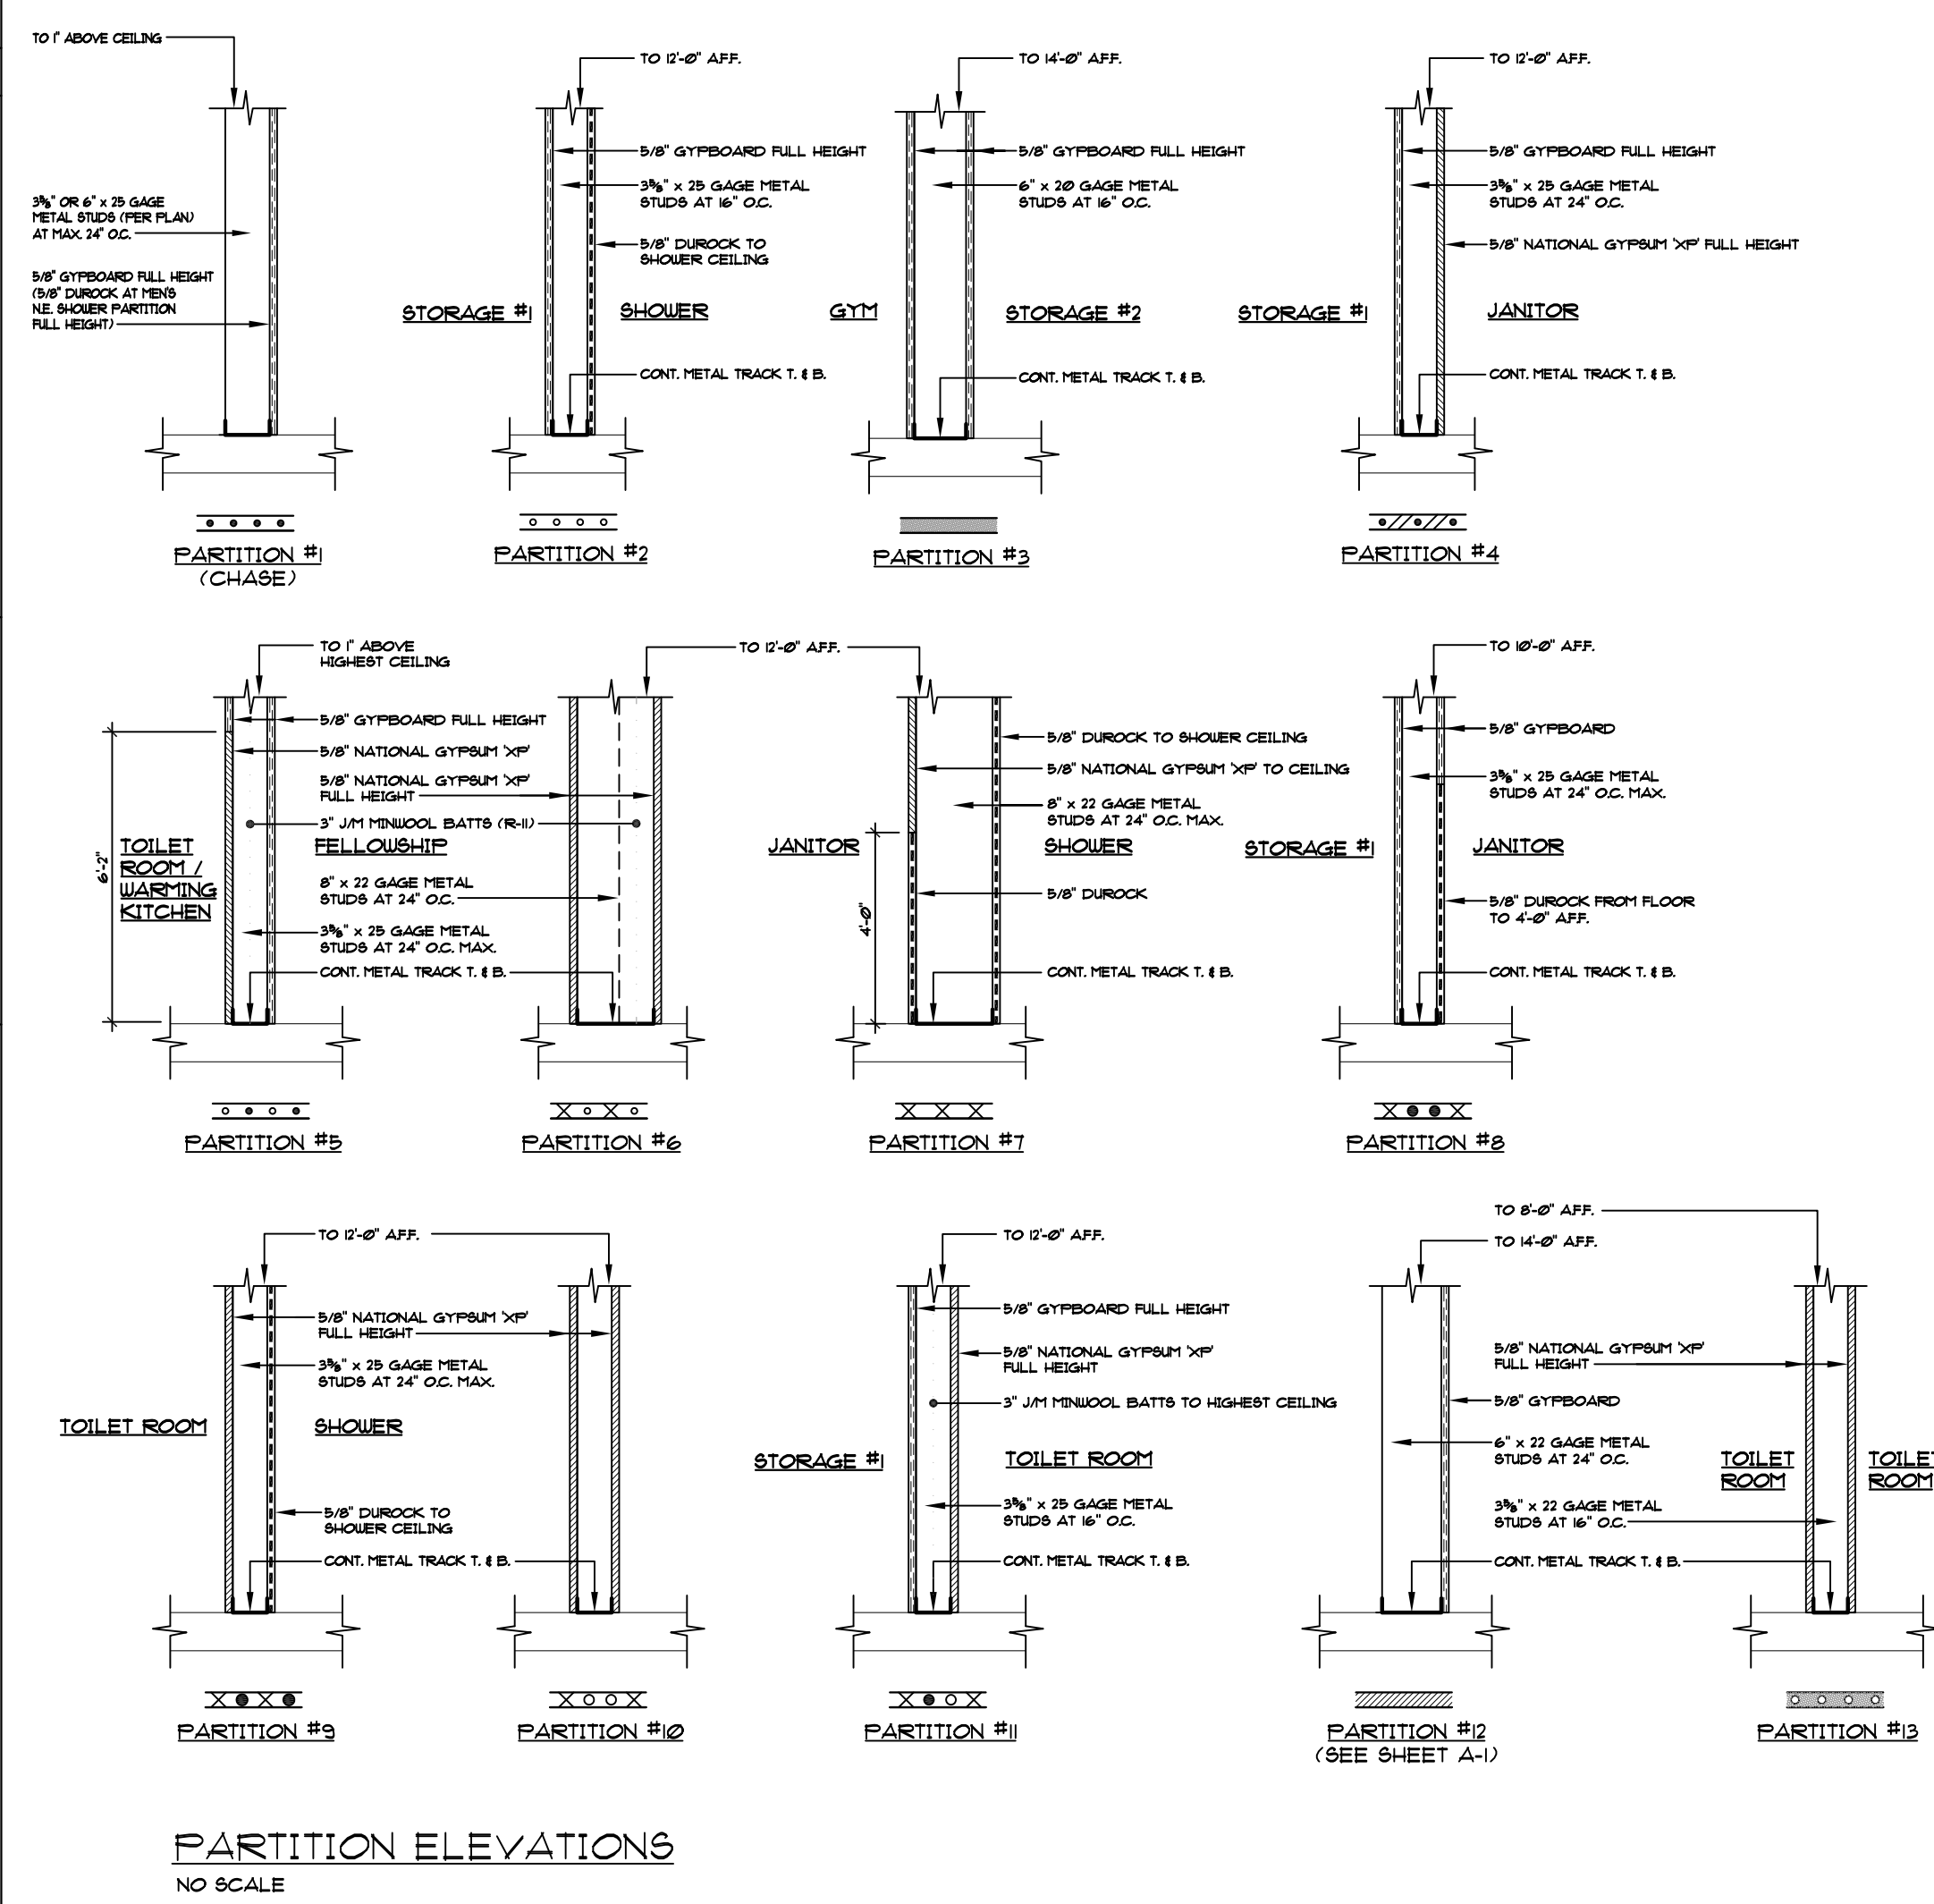 TO 1" ABOVE CEILING
3⅝" OR 6" x 25 GAGE
METAL STUDS (PER PLAN)
AT MAX. 24" O.C.
5/8" GYPBOARD FULL HEIGHT
(5/8" DUROCK AT MEN'S
N.E. SHOWER PARTITION
FULL HEIGHT)
PARTITION #1
(CHASE)
TO 12'-0" A.F.F.
5/8" GYPBOARD FULL HEIGHT
3⅝" x 25 GAGE METAL
STUDS AT 16" O.C.
5/8" DUROCK TO
SHOWER CEILING
STORAGE #1
SHOWER
CONT. METAL TRACK T. & B.
PARTITION #2
TO 14'-0" A.F.F.
5/8" GYPBOARD FULL HEIGHT
6" x 20 GAGE METAL
STUDS AT 16" O.C.
GYM
STORAGE #2
CONT. METAL TRACK T. & B.
PARTITION #3
TO 12'-0" A.F.F.
5/8" GYPBOARD FULL HEIGHT
3⅝" x 25 GAGE METAL
STUDS AT 24" O.C.
5/8" NATIONAL GYPSUM 'XP' FULL HEIGHT
STORAGE #1
JANITOR
CONT. METAL TRACK T. & B.
PARTITION #4
TO 1" ABOVE
HIGHEST CEILING
5/8" GYPBOARD FULL HEIGHT
5/8" NATIONAL GYPSUM 'XP'
5/8" NATIONAL GYPSUM 'XP'
FULL HEIGHT
3" J/M MINWOOL BATTS (R-11)
6'-2"
TOILET
ROOM /
WARMING
KITCHEN
FELLOWSHIP
8" x 22 GAGE METAL
STUDS AT 24" O.C.
3⅝" x 25 GAGE METAL
STUDS AT 24" O.C. MAX.
CONT. METAL TRACK T. & B.
PARTITION #5
PARTITION #6
TO 12'-0" A.F.F.
5/8" DUROCK TO SHOWER CEILING
5/8" NATIONAL GYPSUM 'XP' TO CEILING
8" x 22 GAGE METAL
STUDS AT 24" O.C. MAX.
JANITOR
SHOWER
5/8" DUROCK
4'-0"
CONT. METAL TRACK T. & B.
PARTITION #7
TO 10'-0" A.F.F.
5/8" GYPBOARD
3⅝" x 25 GAGE METAL
STUDS AT 24" O.C. MAX.
STORAGE #1
JANITOR
5/8" DUROCK FROM FLOOR
TO 4'-0" A.F.F.
CONT. METAL TRACK T. & B.
PARTITION #8
TO 12'-0" A.F.F.
5/8" NATIONAL GYPSUM 'XP'
FULL HEIGHT
3⅝" x 25 GAGE METAL
STUDS AT 24" O.C. MAX.
TOILET ROOM
SHOWER
5/8" DUROCK TO
SHOWER CEILING
CONT. METAL TRACK T. & B.
PARTITION #9
PARTITION #10
TO 12'-0" A.F.F.
5/8" GYPBOARD FULL HEIGHT
5/8" NATIONAL GYPSUM 'XP'
FULL HEIGHT
3" J/M MINWOOL BATTS TO HIGHEST CEILING
STORAGE #1
TOILET ROOM
3⅝" x 25 GAGE METAL
STUDS AT 16" O.C.
CONT. METAL TRACK T. & B.
PARTITION #11
TO 8'-0" A.F.F.
TO 14'-0" A.F.F.
5/8" NATIONAL GYPSUM 'XP'
FULL HEIGHT
5/8" GYPBOARD
6" x 22 GAGE METAL
STUDS AT 24" O.C.
TOILET
ROOM
TOILET
ROOM
3⅝" x 22 GAGE METAL
STUDS AT 16" O.C.
CONT. METAL TRACK T. & B.
PARTITION #12
(SEE SHEET A-1)
PARTITION #13
PARTITION ELEVATIONS
NO SCALE